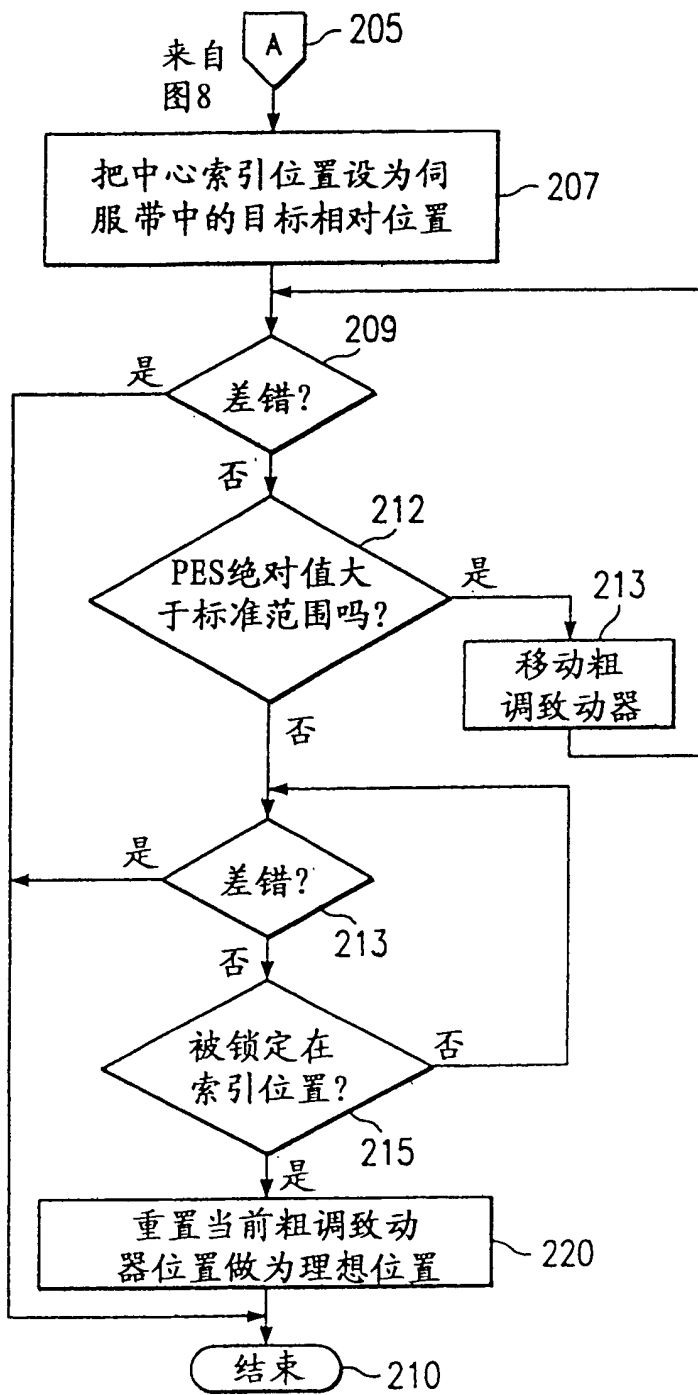 A
205
来自
图8
把中心索引位置设为伺
服带中的目标相对位置
207
209
是
差错?
否
212
PES绝对值大
于标准范围吗?
是
213
移动粗
调致动器
否
是
差错?
213
否
被锁定在
索引位置?
否
215
是
重置当前粗调致动
器位置做为理想位置
220
结束
210